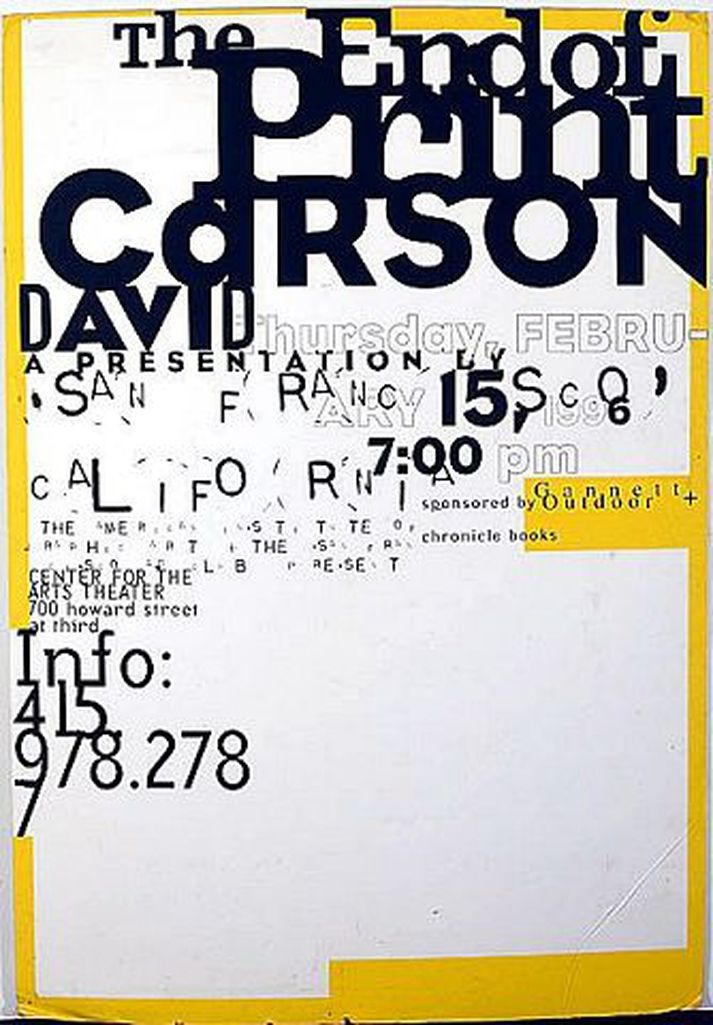 The End of
Print
CaRSON
DAVID
Thursday, FEBRU-
A PRESENTATION BY
SAN FRANCISCO,
ARY 15, 1996
7:00 pm
CALIFORNIA
sponsored by Gannett
Outdoor +
chronicle books
THE
ART THE
CENTER FOR THE
ARTS THEATER
700 howard street
at third
Info:
415.
978.278
7